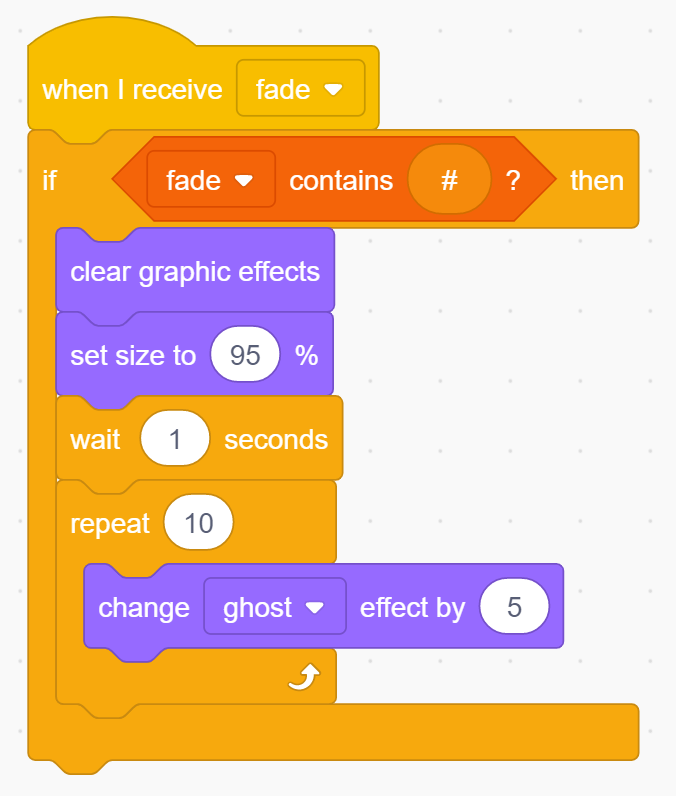 when I receive fade
if fade contains # ? then
clear graphic effects
set size to 95 %
wait 1 seconds
repeat 10
change ghost effect by 5